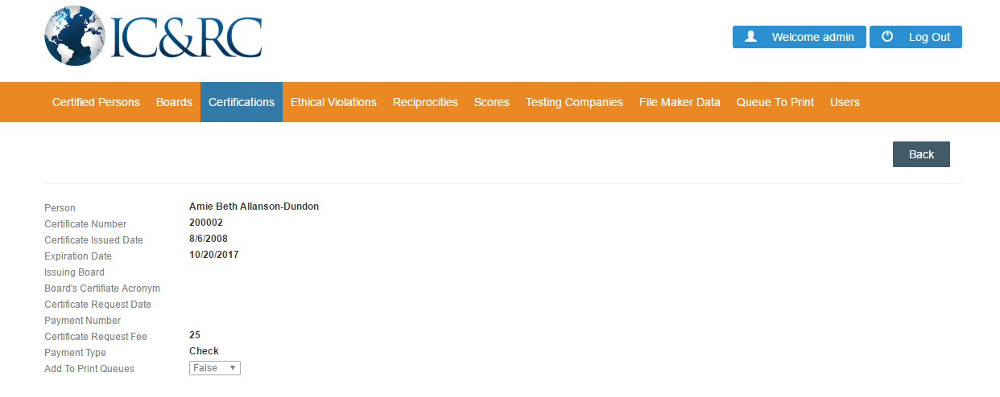 IC&RC
Welcome admin
Log Out
Certified Persons Boards Certifications Ethical Violations Reciprocities Scores Testing Companies File Maker Data Queue To Print Users
Back
Person Amie Beth Allanson-Dundon
Certificate Number 200002
Certificate Issued Date 8/6/2008
Expiration Date 10/20/2017
Issuing Board
Board's Certifiate Acronym
Certificate Request Date
Payment Number
Certificate Request Fee 25
Payment Type Check
Add To Print Queues False